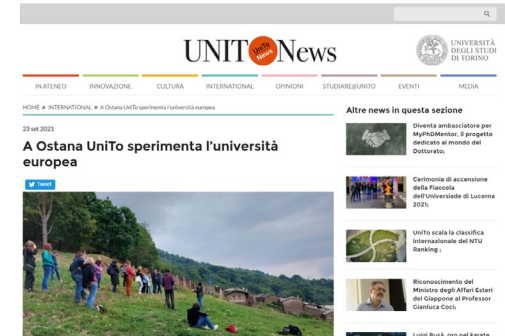 UNIT
UniTo
News
News
UNIVERSITÀ
DEGLI STUDI
DI TORINO
IN ATENEO INNOVAZIONE CULTURA INTERNATIONAL OPINIONI STUDIARE@UNITO EVENTI MEDIA
HOME » INTERNATIONAL » A Ostana UniTo sperimenta l'università europea
23 set 2021
A Ostana UniTo sperimenta l'università
europea
Tweet
Altre news in questa sezione
Diventa ambasciatore per
MyPhDMentor, il progetto
dedicato al mondo del
Dottorato;
Cerimonia di accensione
della Fiaccola
dell'Universiade di Lucerna
2021;
UniTo scala la classifica
internazionale del NTU
Ranking ;
Riconoscimento del
Ministro degli Affari Esteri
del Giappone al Professor
Gianluca Coci;
Luigi Busà, oro nel karate